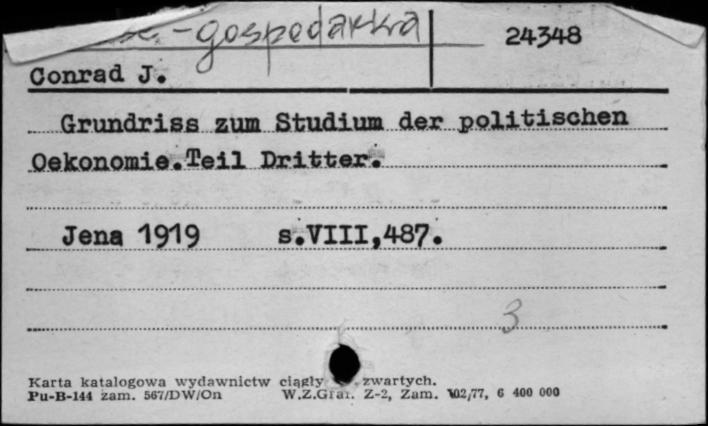 -gospodarka 24348
Conrad J.
Grundriss zum Studium der politischen
Oekonomie.Teil Dritter.
Jena 1919 s.VIII,487.
3
Karta katalogowa wydawnictw ciągły zwartych.
Pu-B-144 zam. 567/DW/On W.Z.Graf. Z-2, Zam. 102/77, 6 400 000